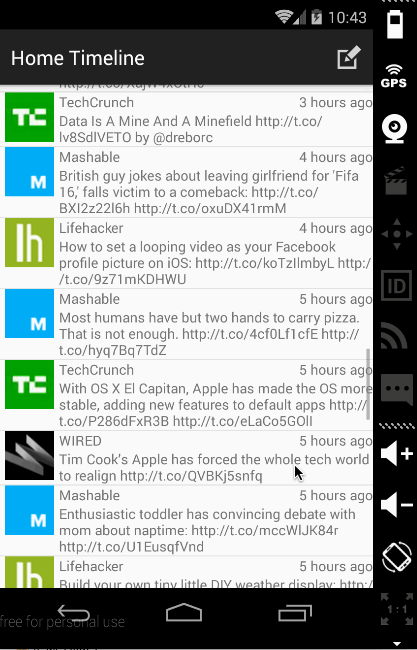 10:43
Home Timeline
GPS
TechCrunch 3 hours ago
TC
Data Is A Mine And A Minefield http://t.co/
lv8SdlVETO by @dreborc
Mashable 4 hours ago
M
British guy jokes about leaving girlfriend for 'Fifa
16,' falls victim to a comeback: http://t.co/
BXI2z22l6h http://t.co/oxuDX41rmM
Lifehacker 4 hours ago
lh
How to set a looping video as your Facebook
profile picture on iOS: http://t.co/koTzIlmbyL http:/
/t.co/9z71mKDHWU
ID
Mashable 5 hours ago
M
Most humans have but two hands to carry pizza.
That is not enough. http://t.co/4cf0Lf1cfE http://
t.co/hyq7Bq7TdZ
TechCrunch 5 hours ago
TC
With OS X El Capitan, Apple has made the OS more
stable, adding new features to default apps http://
t.co/P286dFxR3B http://t.co/eLaCo5GOlI
WIRED 5 hours ago
Tim Cook's Apple has forced the whole tech world
to realign http://t.co/QVBKj5snfq
Mashable 5 hours ago
M
Enthusiastic toddler has convincing debate with
mom about naptime: http://t.co/mccWlJK84r
http://t.co/U1EusqfVnd
Lifehacker 5 hours ago
lh
Build your own tiny little DIY weather display: http:/
free for personal use
1:1